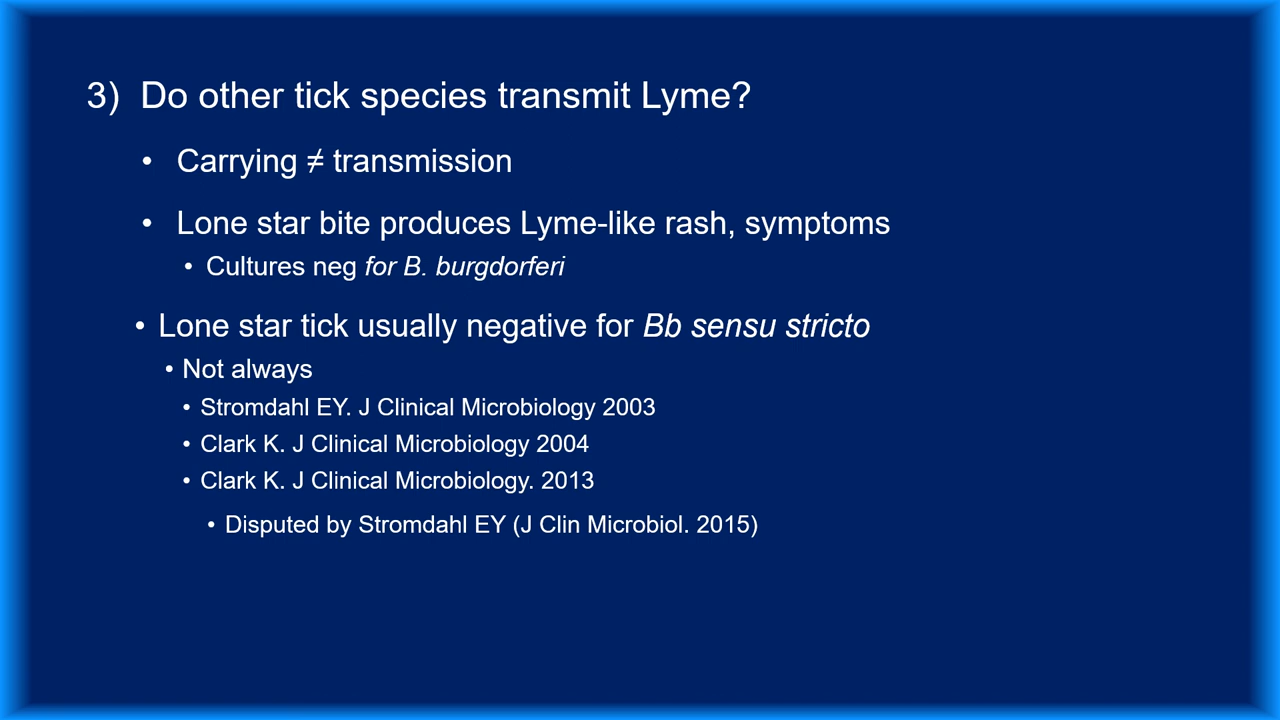 3) Do other tick species transmit Lyme?
• Carrying ≠ transmission
• Lone star bite produces Lyme-like rash, symptoms
• Cultures neg for B. burgdorferi
• Lone star tick usually negative for Bb sensu stricto
• Not always
• Stromdahl EY. J Clinical Microbiology 2003
• Clark K. J Clinical Microbiology 2004
• Clark K. J Clinical Microbiology. 2013
• Disputed by Stromdahl EY (J Clin Microbiol. 2015)